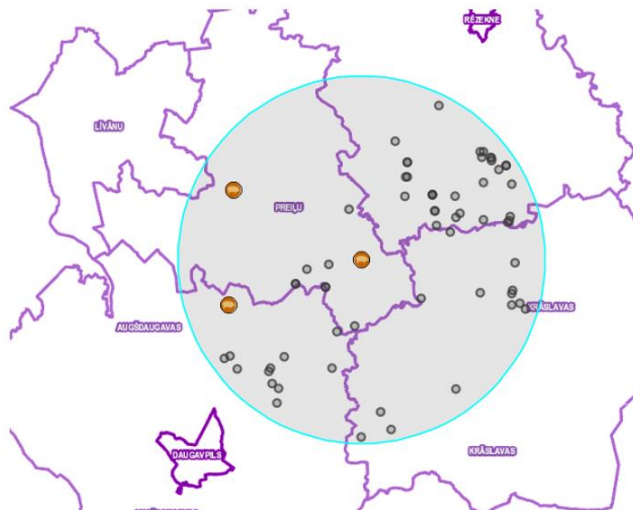 RĒZEKNE
LĪVĀNU
PREIĻU
KRĀSLAVAS
AUGŠDAUGAVAS
DAUGAVPILS
KRĀSLAVAS